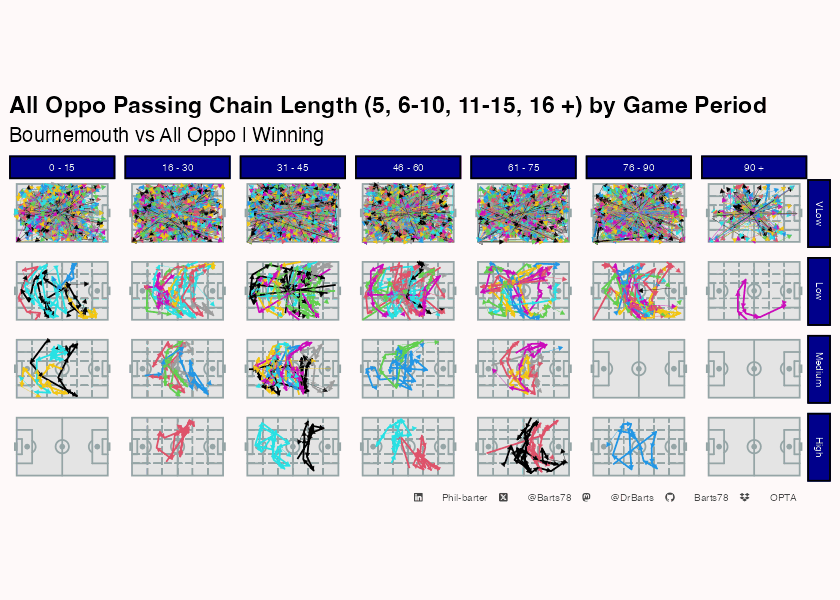 All Oppo Passing Chain Length (5, 6-10, 11-15, 16 +) by Game Period
Bournemouth vs All Oppo I Winning
0 - 15 16 - 30 31 - 45 46 - 60 61 - 75 76 - 90 90 +
V.Low
Low
Medium
High
Phil-barter @Barts78 @DrBarts Barts78 OPTA